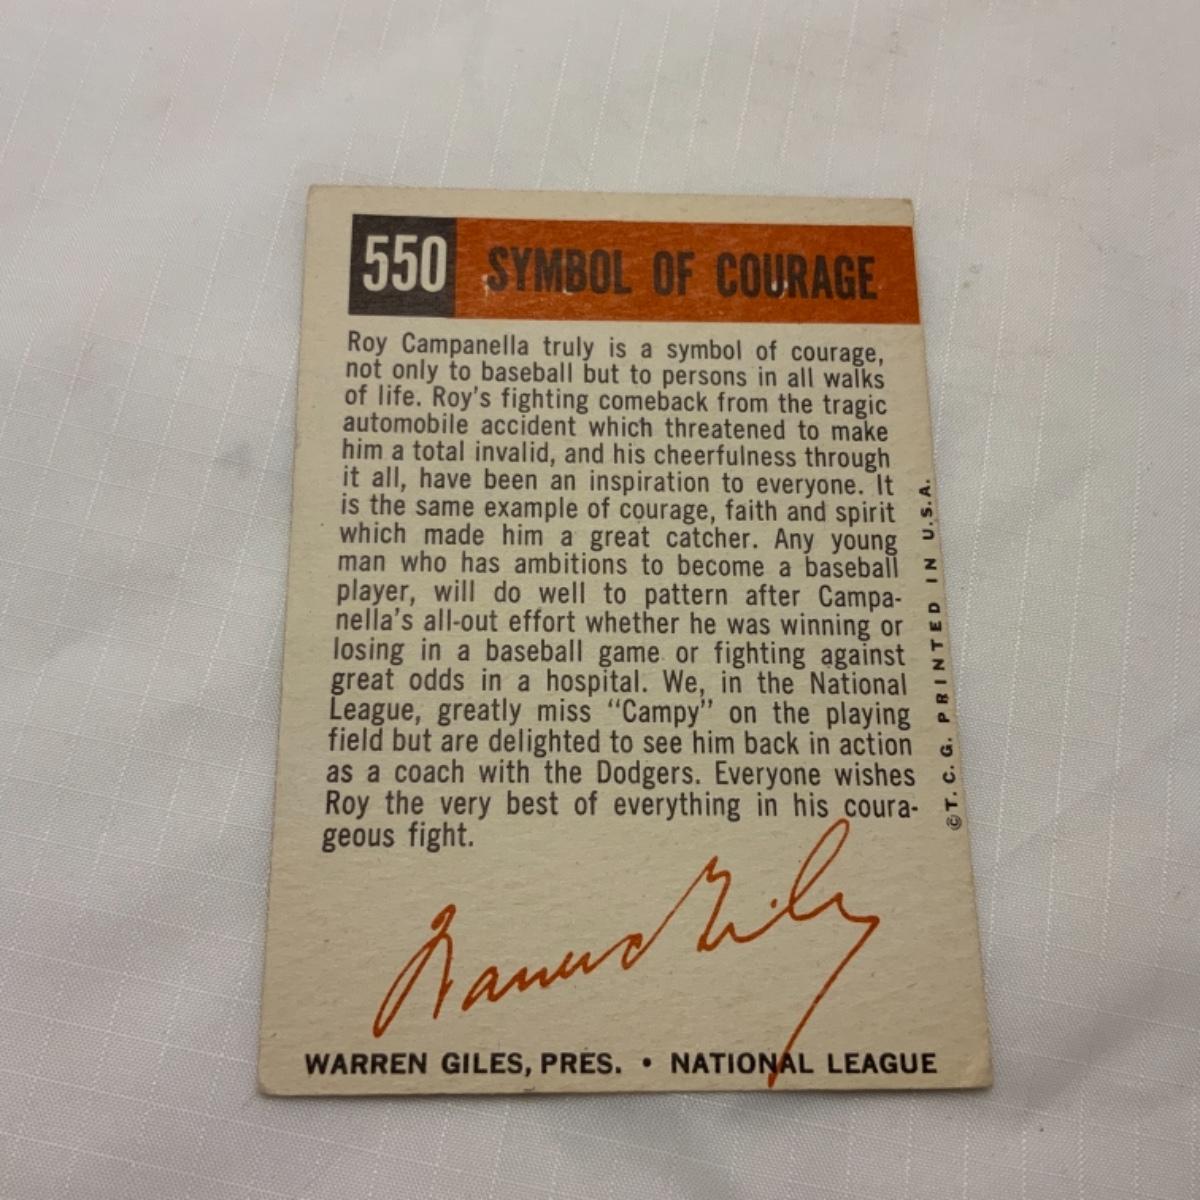 550 SYMBOL OF COURAGE
Roy Campanella truly is a symbol of courage,
not only to baseball but to persons in all walks
of life. Roy's fighting comeback from the tragic
automobile accident which threatened to make
him a total invalid, and his cheerfulness through
it all, have been an inspiration to everyone. It
is the same example of courage, faith and spirit
which made him a great catcher. Any young
man who has ambitions to become a baseball
player, will do well to pattern after Campa-
nella's all-out effort whether he was winning or
losing in a baseball game or fighting against
great odds in a hospital. We, in the National
League, greatly miss "Campy" on the playing
field but are delighted to see him back in action
as a coach with the Dodgers. Everyone wishes
Roy the very best of everything in his coura-
geous fight.
Warren Giles
WARREN GILES, PRES. • NATIONAL LEAGUE
©T. C. G. PRINTED IN U.S.A.